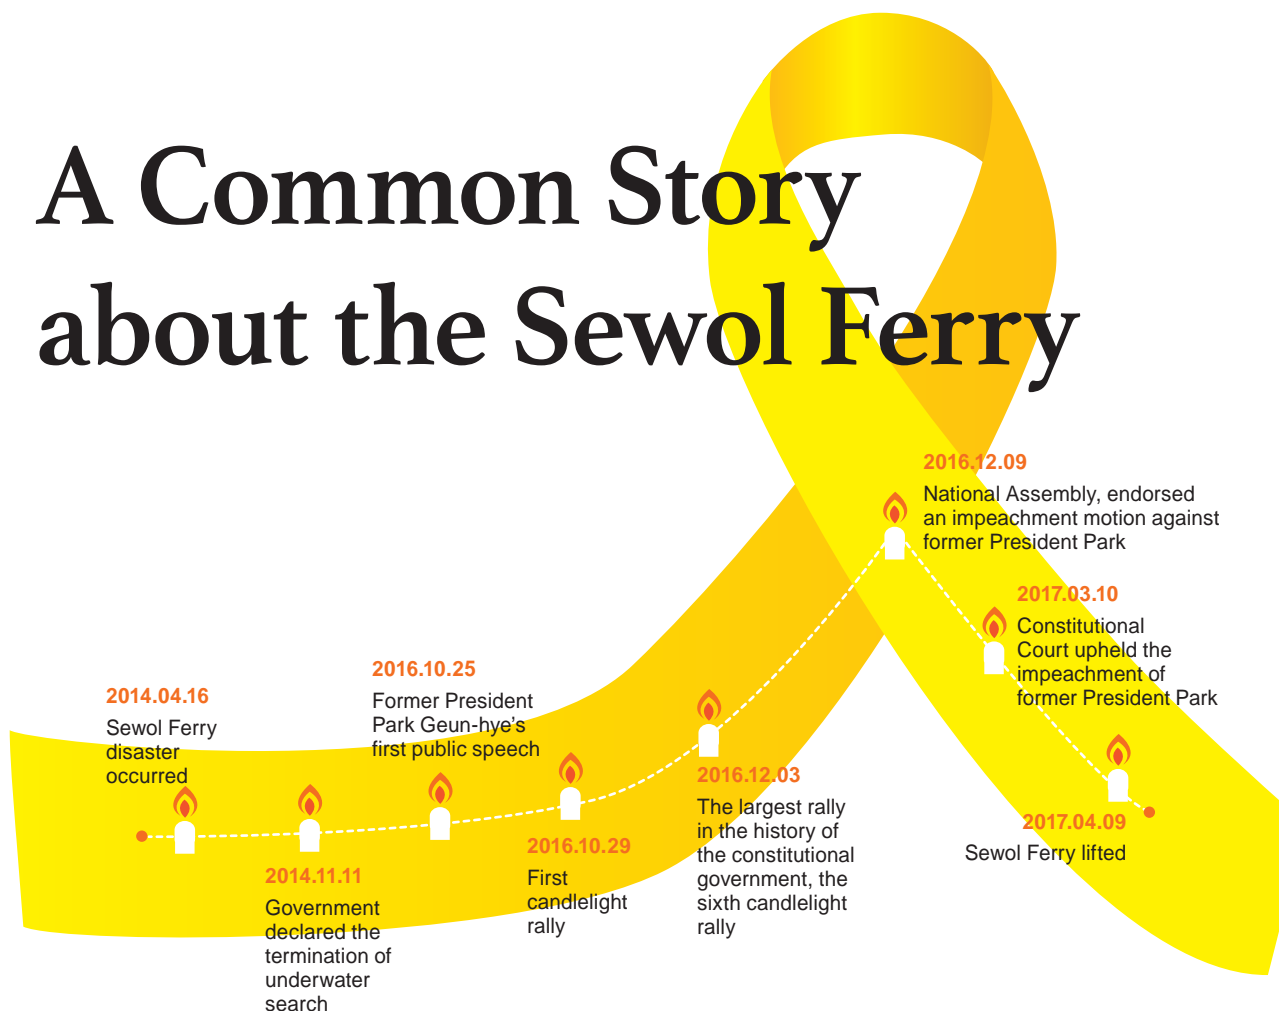 A Common Story
about the Sewol Ferry
2014.04.16
Sewol Ferry
disaster
occurred
2014.11.11
Government
declared the
termination of
underwater
search
2016.10.25
Former President
Park Geun-hye’s
first public speech
2016.10.29
First
candlelight
rally
2016.12.03
The largest rally
in the history of
the constitutional
government, the
sixth candlelight
rally
2016.12.09
National Assembly, endorsed
an impeachment motion against
former President Park
2017.03.10
Constitutional
Court upheld the
impeachment of
former President Park
2017.04.09
Sewol Ferry lifted